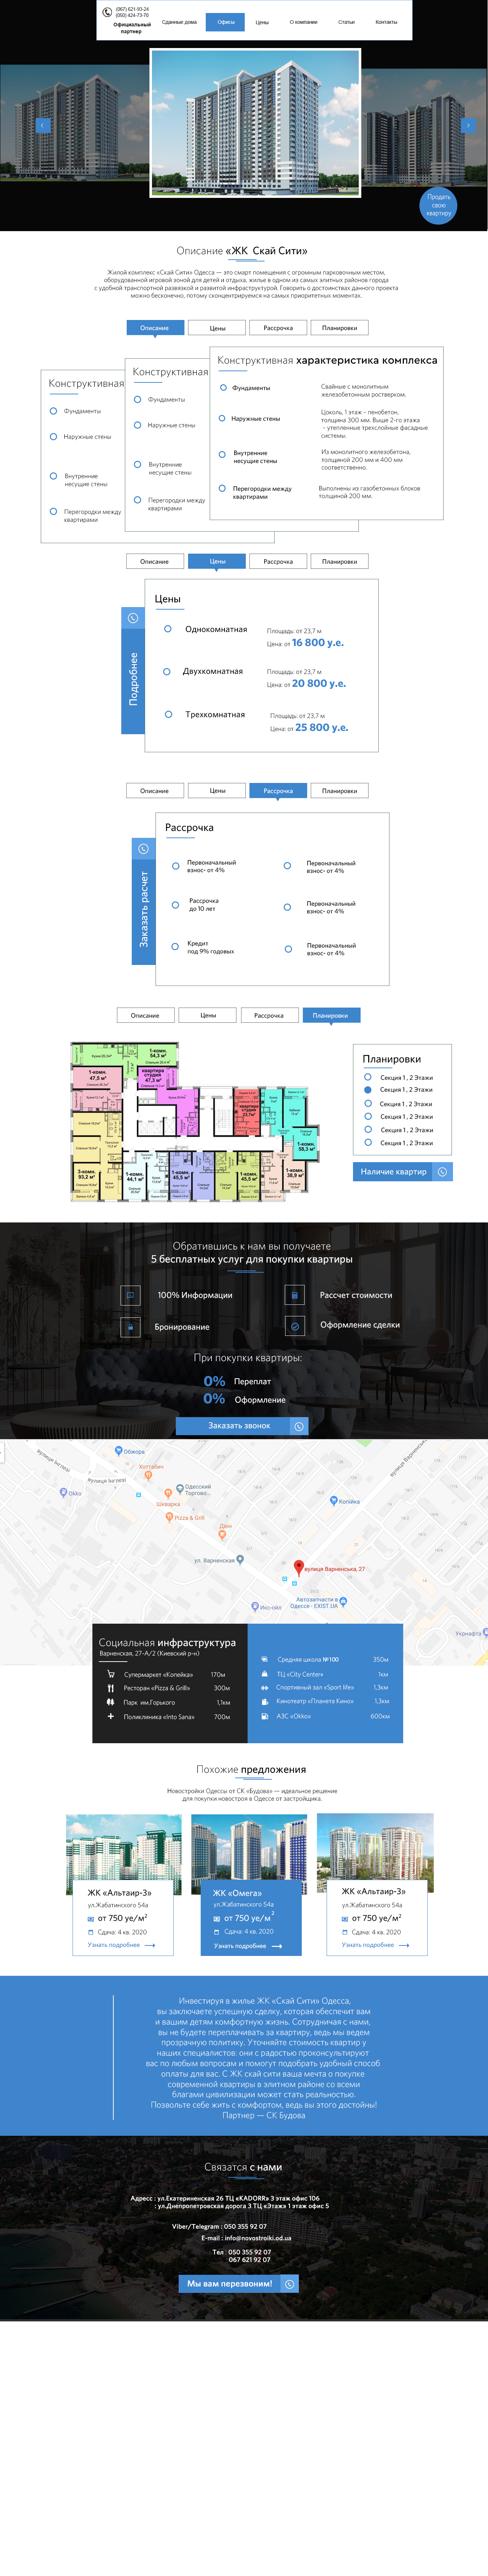 (067) 621-93-24
(050) 424-73-70
Официальный
партнер
Сданные дома
Офисы
Цены
О компании
Статьи
Контакты
Продать
свою
квартиру
Описание «ЖК Скай Сити»
Жилой комплекс «Скай Сити» Одесса — это смарт помещения с огромным парковочным местом,
оборудованной игровой зоной для детей и отдыха, жилье в одном из самых зеленых районах города
с удобной транспортной развязкой и развитой инфраструктурой. Говорить о достоинствах данного проекта
можно бесконечно, потому сконцентрируемся на самых приоритетных моментах.
Описание
Цены
Рассрочка
Планировки
Конструктивная
Фундаменты
Наружные стены
Внутренние
несущие стены
Перегородки между
квартирами
Конструктивная
Фундаменты
Наружные стены
Внутренние
несущие стены
Перегородки между
квартирами
Конструктивная характеристика комплекса
Фундаменты
Свайные с монолитным
железобетонным ростверком.
Наружные стены
Цоколь, 1 этаж – пенобетон,
толщина 300 мм. Выше 2-го этажа
- утепленные трехслойные фасадные
системы.
Внутренние
несущие стены
Из монолитного железобетона,
толщиной 200 мм и 400 мм
соответственно.
Перегородки между
квартирами
Выполнены из газобетонных блоков
толщиной 200 мм.
Описание
Цены
Рассрочка
Планировки
Подробнее
Цены
Однокомнатная
Площадь: от 23,7 м
Цена: от 16 800 у.е.
Двухкомнатная
Площадь: от 23,7 м
Цена: от 20 800 у.е.
Трехкомнатная
Площадь: от 23,7 м
Цена: от 25 800 у.е.
Описание
Цены
Рассрочка
Планировки
Заказать расчет
Рассрочка
Первоначальный
взнос- от 4%
Первоначальный
взнос- от 4%
Рассрочка
до 10 лет
Первоначальный
взнос- от 4%
Кредит
под 9% годовых
Первоначальный
взнос- от 4%
Описание
Цены
Рассрочка
Планировки
1-комн.
54,3 м²
1-комн.
47,5 м²
квартира
студия
47,3 м²
квартира
студия
23,7м²
1-комн.
58,3 м²
3-комн.
93,2 м²
1-комн.
44,1 м²
1-комн.
45,5 м²
1-комн.
45,5 м²
1-комн.
38,9 м²
Планировки
Секция 1 , 2 Этажи
Секция 1 , 2 Этажи
Секция 1 , 2 Этажи
Секция 1 , 2 Этажи
Секция 1 , 2 Этажи
Секция 1 , 2 Этажи
Наличие квартир
Обратившись к нам вы получаете
5 бесплатных услуг для покупки квартиры
100% Информации
Рассчет стоимости
Бронирование
Оформление сделки
При покупки квартиры:
0% Переплат
0% Оформление
Заказать звонок
Обжора
вулиця Інглезі
Хоттабич
вулиця Інглезі
Okko
Одесский
Торгово...
Шкварка
Копійка
Pizza & Grill
Двін
ул. Варненская
вулиця Варненська, 27
Автозапчасти в
Одессе - EXIST.UA
Укрнафта
Социальная инфраструктура
Варненская, 27-А/2 (Киевский р-н)
Супермаркет «Копейка» 170м
Ресторан «Pizza & Grill» 300м
Парк им.Горького 1,1км
Поликлиника «Into Sana» 700м
Средняя школа №100 350м
ТЦ «City Center» 1км
Спортивный зал «Sport life» 1,3км
Кинотеатр «Планета Кино» 1,3км
АЗС «Okko» 600км
Похожие предложения
Новостройки Одессы от СК «Будова» — идеальное решение
для покупки новостроя в Одессе от застройщика.
ЖК «Альтаир-3»
ул.Жаботинского 54а
от 750 уе/м²
Сдача: 4 кв. 2020
Узнать подробнее
ЖК «Омега»
ул.Жаботинского 54а
от 750 уе/м²
Сдача: 4 кв. 2020
Узнать подробнее
ЖК «Альтаир-3»
ул.Жаботинского 54а
от 750 уе/м²
Сдача: 4 кв. 2020
Узнать подробнее
Инвестируя в жилье ЖК «Скай Сити» Одесса,
вы заключаете успешную сделку, которая обеспечит вам
и вашим детям комфортную жизнь. Сотрудничая с нами,
вы не будете переплачивать за квартиру, ведь мы ведем
прозрачную политику. Уточняйте стоимость квартир у
наших специалистов: они с радостью проконсультируют
вас по любым вопросам и помогут подобрать удобный способ
оплаты для вас. С ЖК скай сити ваша мечта о покупке
современной квартиры в элитном районе со всеми
благами цивилизации может стать реальностью.
Позвольте себе жить с комфортом, ведь вы этого достойны!
Партнер — СК Будова
Связатся с нами
Адресс : ул.Екатериненская 26 ТЦ «KADORR» 3 этаж офис 106
: ул.Днепропетровская дорога 3 ТЦ «Этаж» 1 этаж офис 5
Viber/Telegram : 050 355 92 07
E-mail : info@novostroiki.od.ua
Тел : 050 355 92 07
067 621 92 07
Мы вам перезвоним!